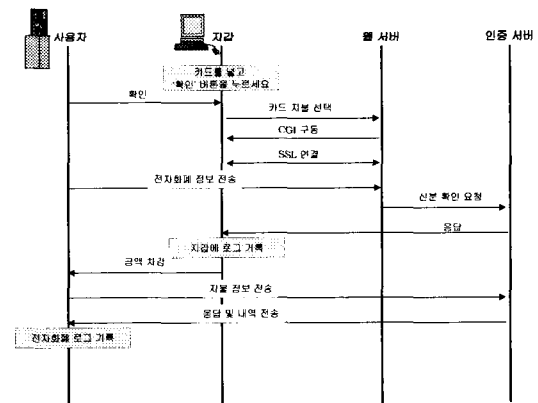 사용자
지갑
웹 서버
인증 서버
카드를 넣고
'확인' 버튼을 누르세요
확인
카드 지불 선택
CGI 구동
SSL 연결
전자화폐 정보 전송
신분 확인 요청
응답
지갑에 로그 기록
금액 차감
지불 정보 전송
응답 및 내역 전송
전자화폐 로그 기록